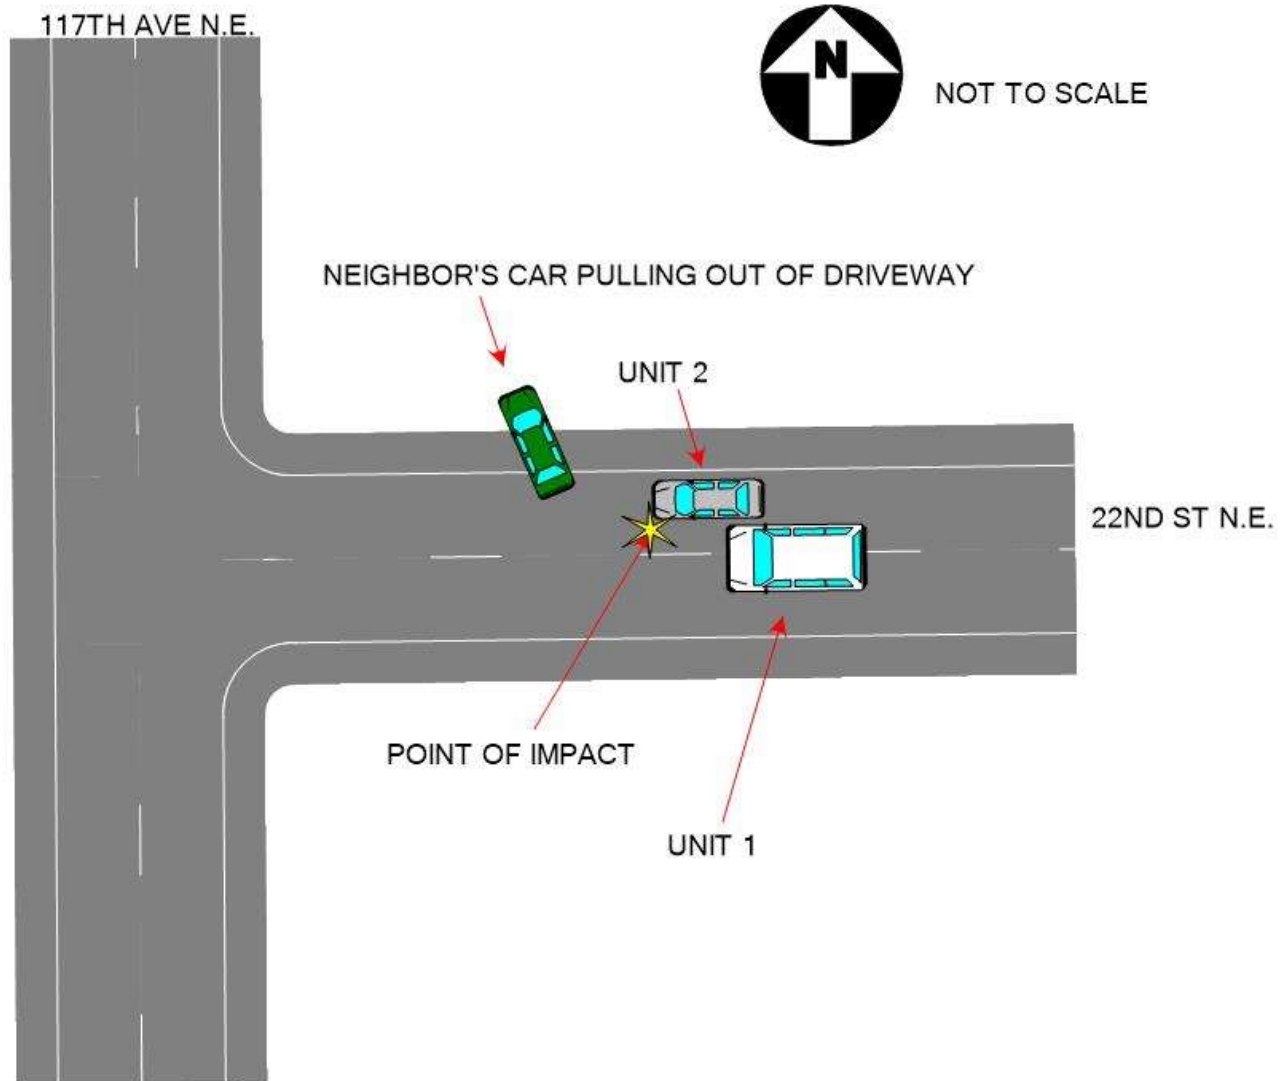 117TH AVE N.E.
N
NOT TO SCALE
NEIGHBOR'S CAR PULLING OUT OF DRIVEWAY
UNIT 2
22ND ST N.E.
POINT OF IMPACT
UNIT 1